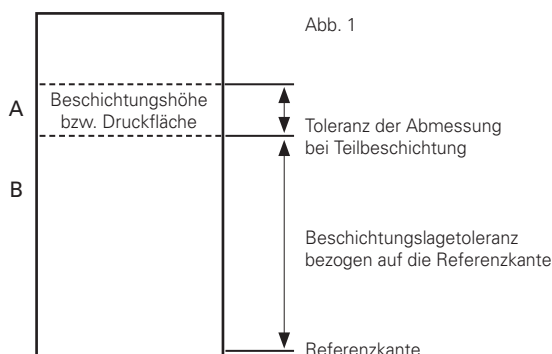 Abb. 1
A
Beschichtungshöhe
bzw. Druckfläche
Toleranz der Abmessung
bei Teilbeschichtung
B
Beschichtungslagetoleranz
bezogen auf die Referenzkante
Referenzkante